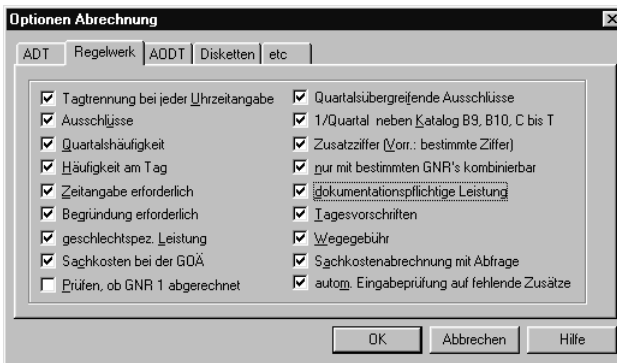 Optionen Abrechnung
ADT Regelwerk AODT Disketten etc
Tagtrennung bei jeder Uhrzeitangabe
Ausschlüsse
Quartalshäufigkeit
Häufigkeit am Tag
Zeitangabe erforderlich
Begründung erforderlich
geschlechtspez. Leistung
Sachkosten bei der GOÄ
Prüfen, ob GNR 1 abgerechnet
Quartalsübergreifende Ausschlüsse
1/Quartal neben Katalog B9, B10, C bis T
Zusatzziffer (Vorr.: bestimmte Ziffer)
nur mit bestimmten GNR's kombinierbar
dokumentationspflichtige Leistung
Tagesvorschriften
Wegegebühr
Sachkostenabrechnung mit Abfrage
autom. Eingabeprüfung auf fehlende Zusätze
OK Abbrechen Hilfe